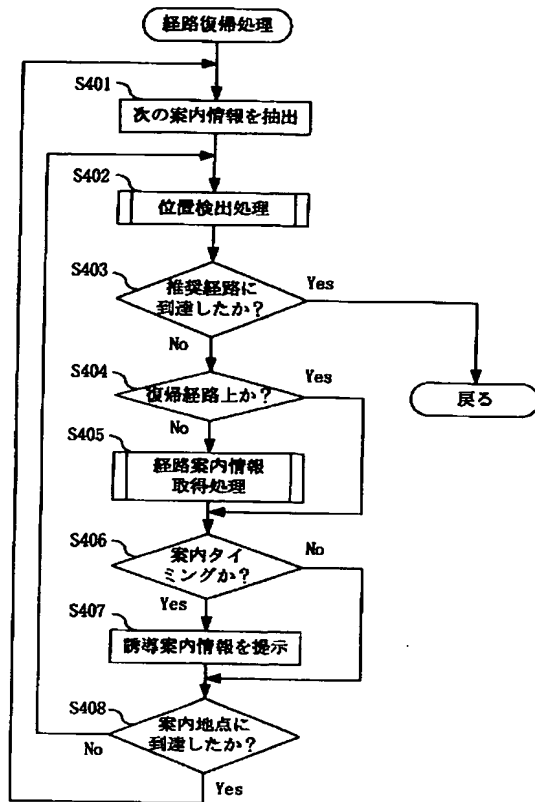 経路復帰処理
S401
次の案内情報を抽出
S402
位置検出処理
S403
推奨経路に
到達したか?
Yes
No
S404
復帰経路上か?
Yes
戻る
No
S405
経路案内情報
取得処理
S406
案内タイ
ミングか?
No
Yes
S407
誘導案内情報を提示
S408
案内地点に
到達したか?
No
Yes